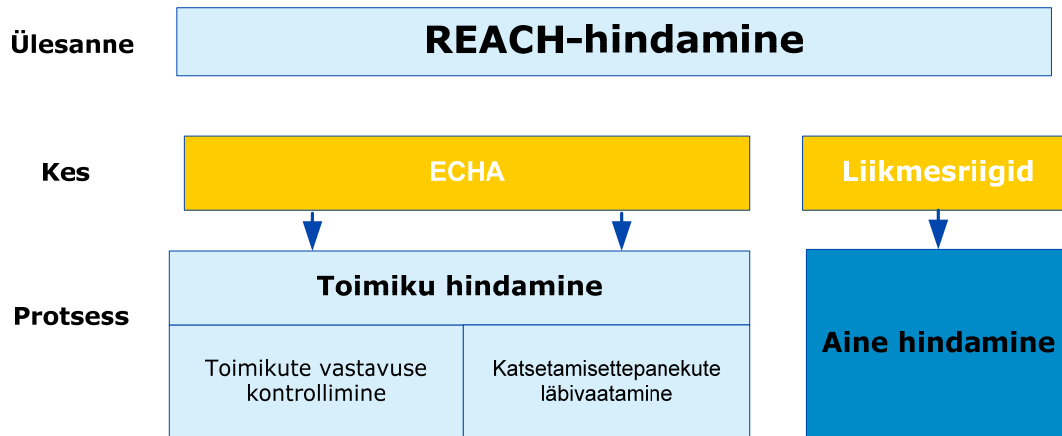 Ülesanne
REACH-hindamine
Kes
ECHA
Liikmesriigid
Protsess
Toimiku hindamine
Toimikute vastavuse
kontrollimine
Katsetamisettepanekute
läbivaatamine
Aine hindamine